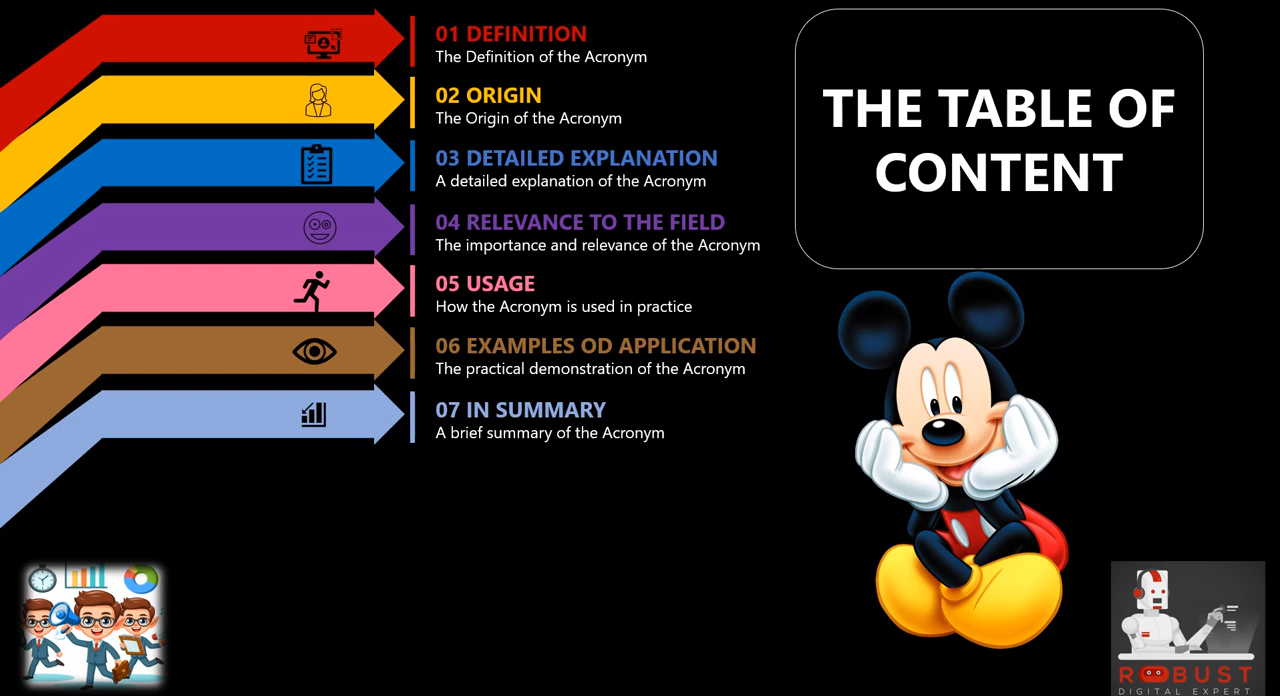 01 DEFINITION
The Definition of the Acronym
02 ORIGIN
The Origin of the Acronym
03 DETAILED EXPLANATION
A detailed explanation of the Acronym
04 RELEVANCE TO THE FIELD
The importance and relevance of the Acronym
05 USAGE
How the Acronym is used in practice
06 EXAMPLES OD APPLICATION
The practical demonstration of the Acronym
07 IN SUMMARY
A brief summary of the Acronym
THE TABLE OF
CONTENT
ROBUST
DIGITAL EXPERT